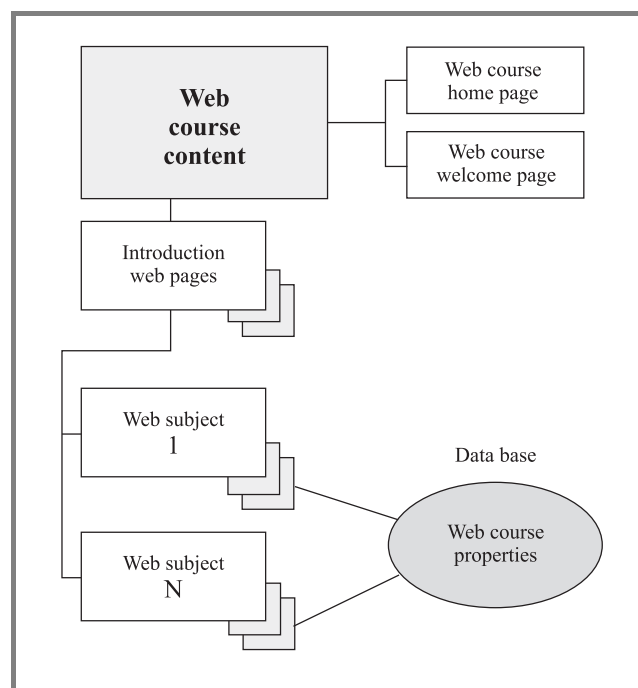 Web
course
content
Web course
home page
Web course
welcome page
Introduction
web pages
Web subject
1
Data base
Web course
properties
Web subject
N